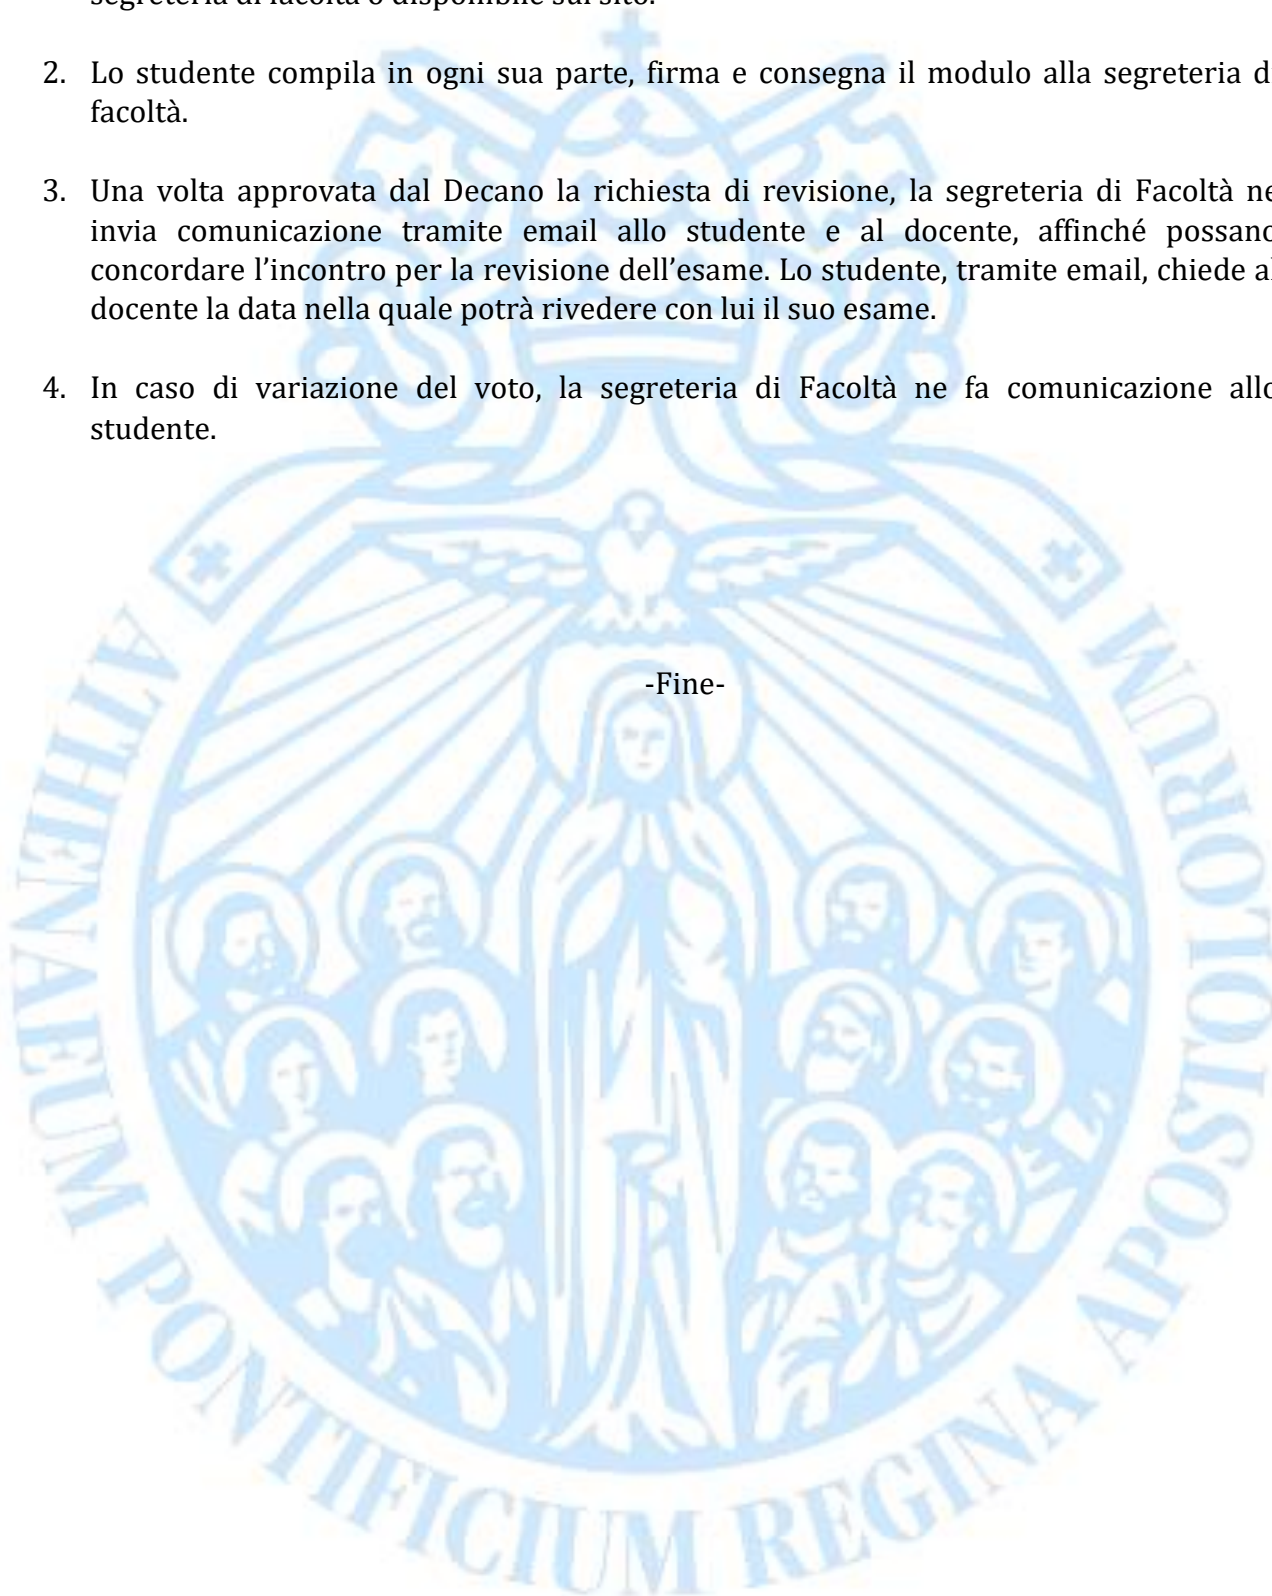 segreteria di facoltà o disponibile sul sito.
2. Lo studente compila in ogni sua parte, firma e consegna il modulo alla segreteria di
facoltà.
3. Una volta approvata dal Decano la richiesta di revisione, la segreteria di Facoltà ne
invia comunicazione tramite email allo studente e al docente, affinché possano
concordare l’incontro per la revisione dell’esame. Lo studente, tramite email, chiede al
docente la data nella quale potrà rivedere con lui il suo esame.
4. In caso di variazione del voto, la segreteria di Facoltà ne fa comunicazione allo
studente.
-Fine-
ATHENAEUM PONTIFICIUM REGINA APOSTOLORUM